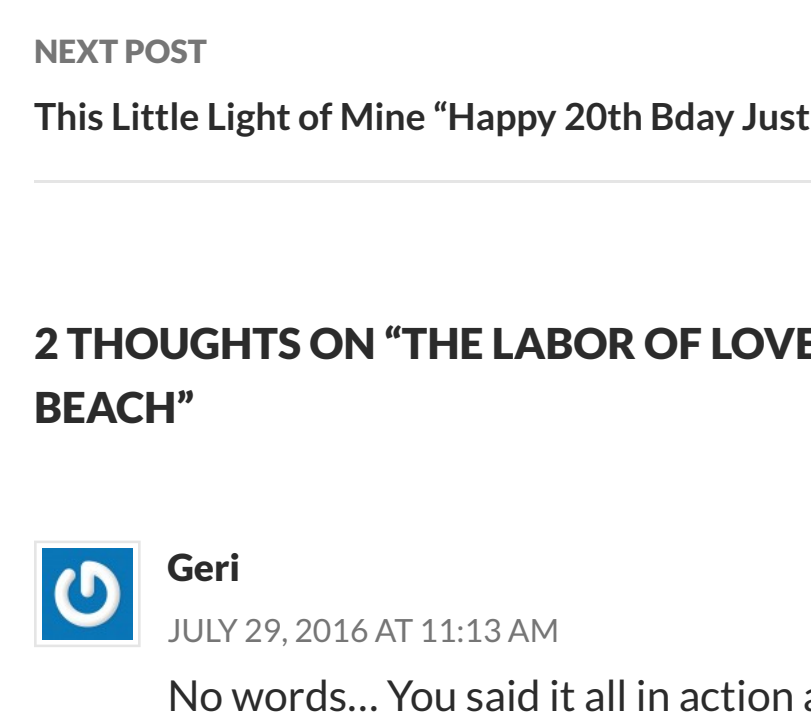 NEXT POST
This Little Light of Mine “Happy 20th Bday Just
2 THOUGHTS ON “THE LABOR OF LOVE
BEACH”
Geri
JULY 29, 2016 AT 11:13 AM
No words… You said it all in action